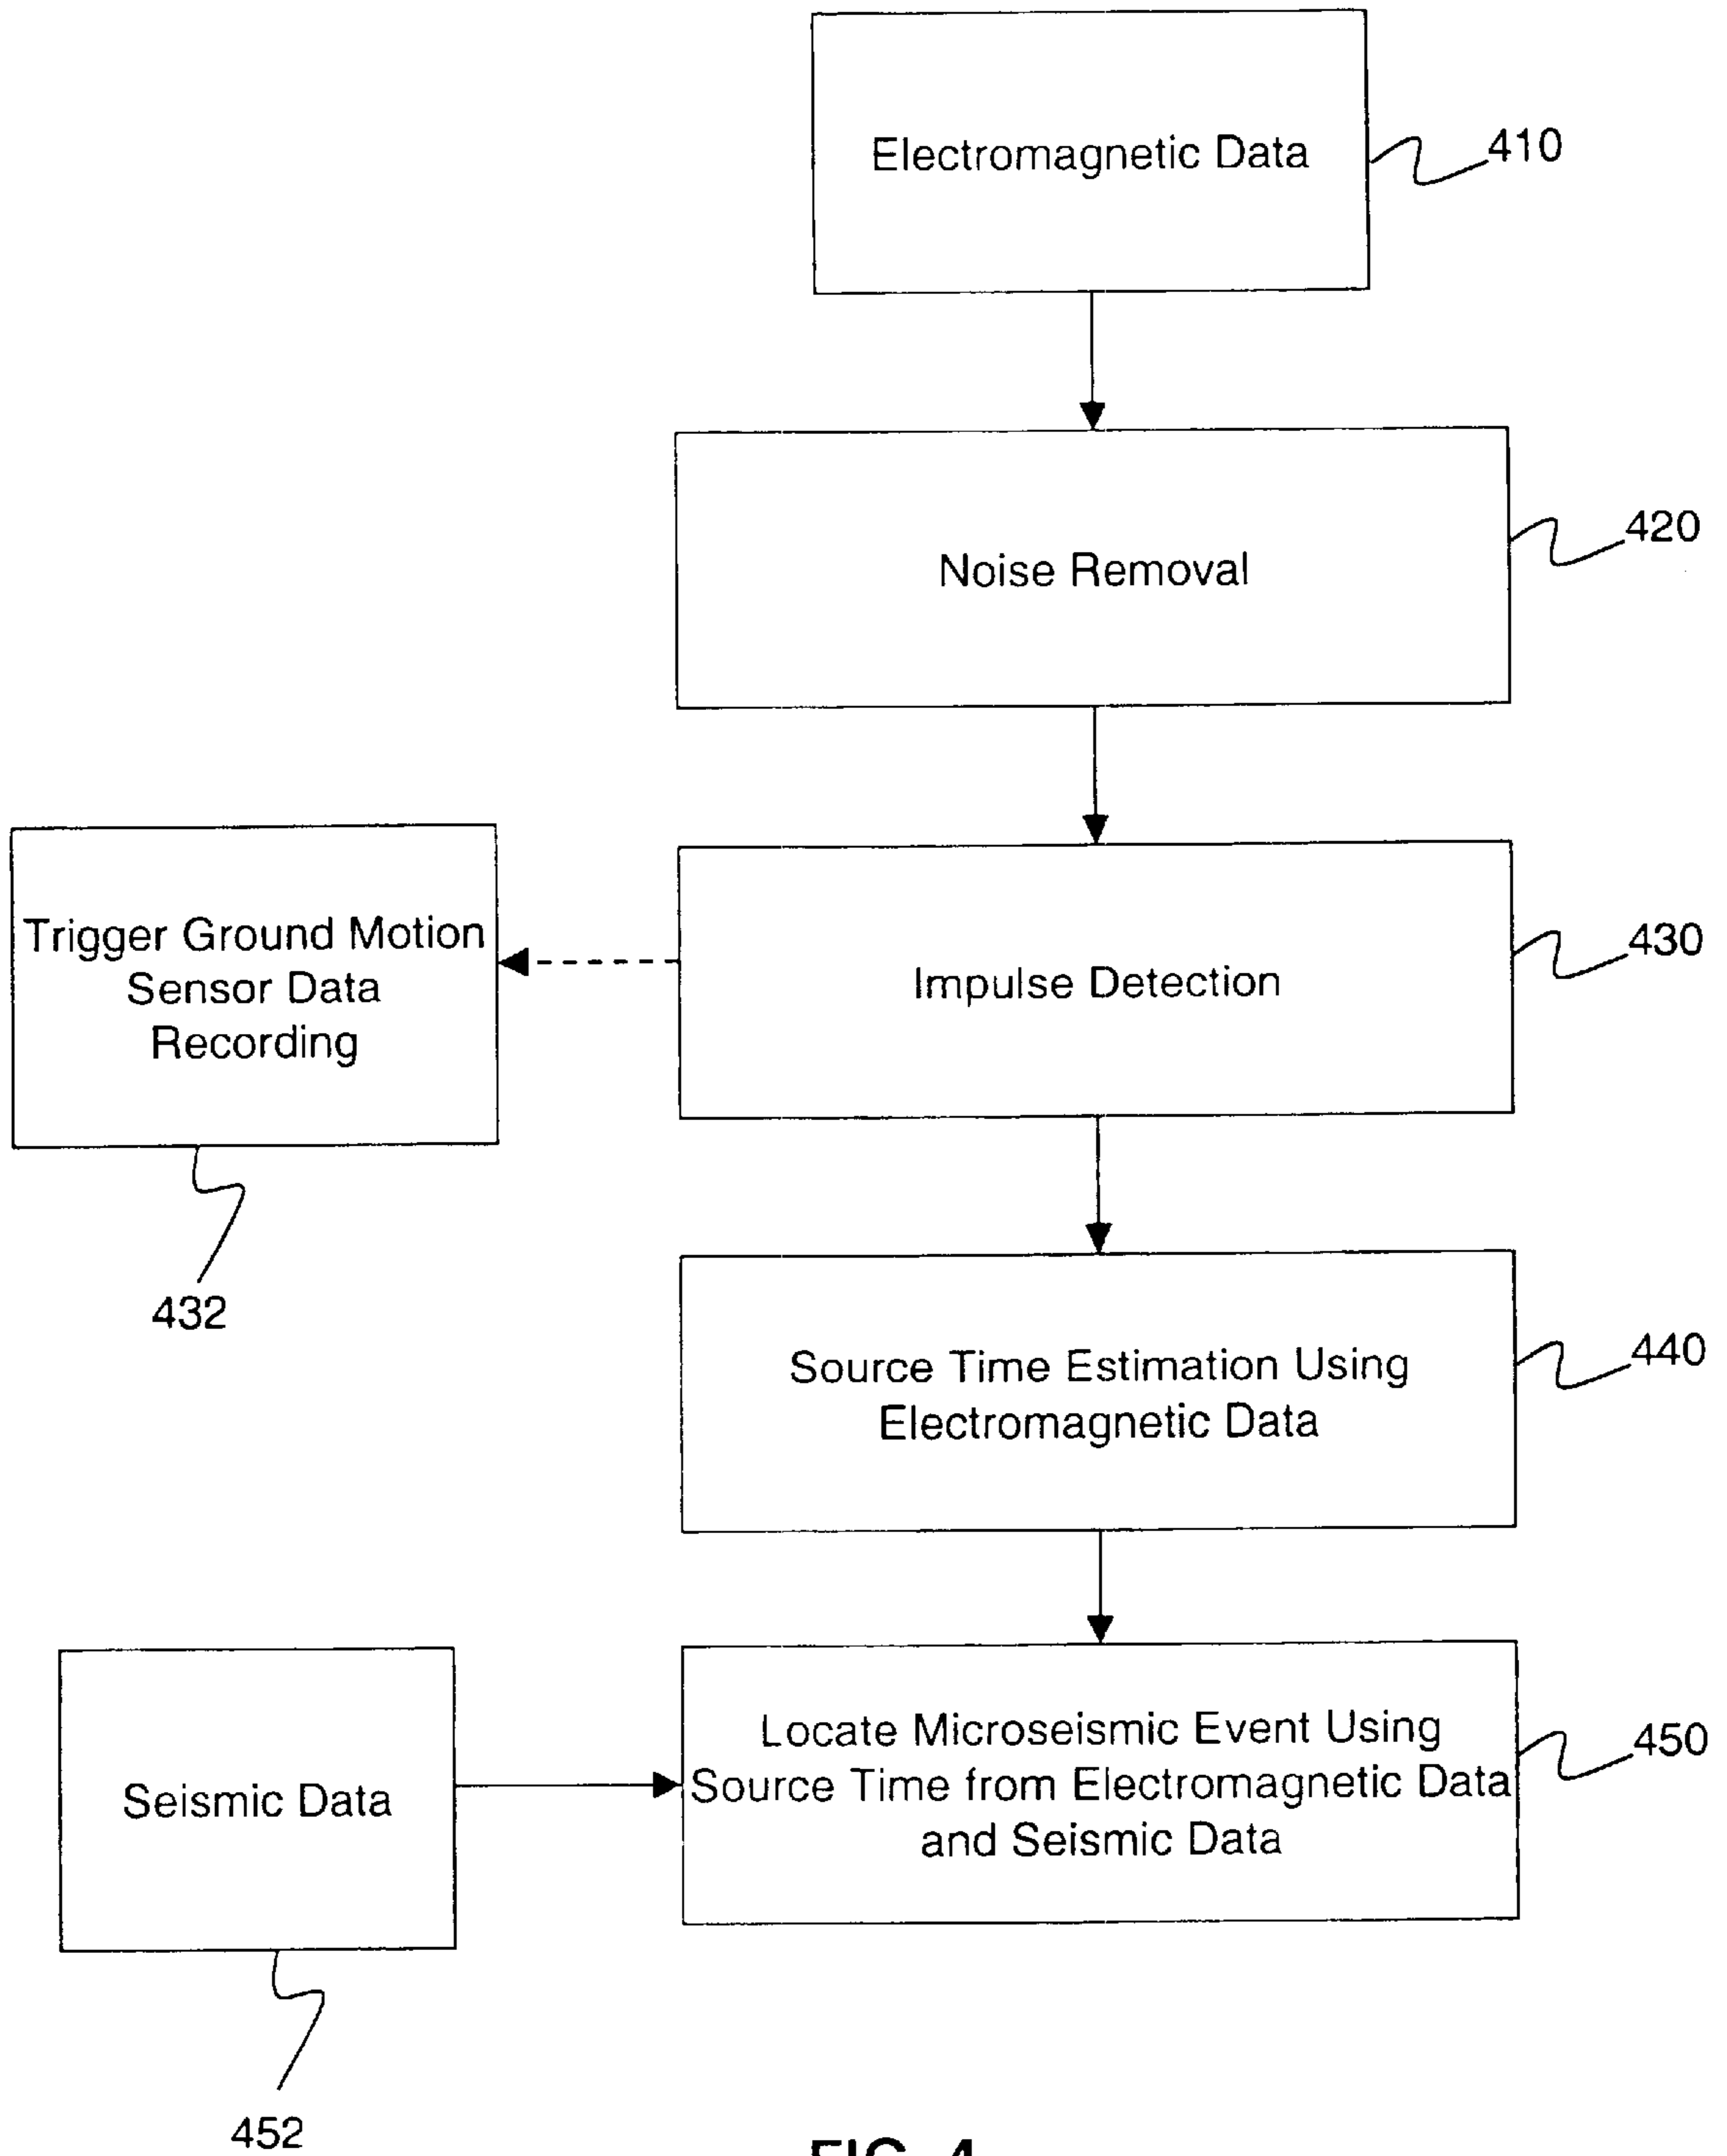 Electromagnetic Data
410
Noise Removal
420
Trigger Ground Motion
Sensor Data
Recording
432
Impulse Detection
430
Source Time Estimation Using
Electromagnetic Data
440
Seismic Data
452
Locate Microseismic Event Using
Source Time from Electromagnetic Data
and Seismic Data
450
FIG. 4